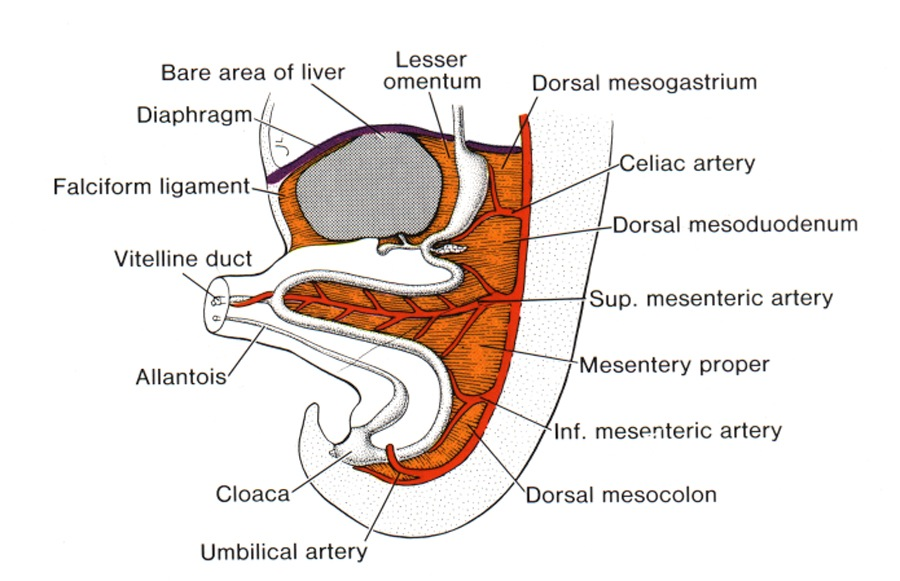 Lesser
omentum
Bare area of liver
Dorsal mesogastrium
Diaphragm
Celiac artery
Falciform ligament
Dorsal mesoduodenum
Vitelline duct
Sup. mesenteric artery
Mesentery proper
Allantois
Inf. mesenteric artery
Cloaca
Dorsal mesocolon
Umbilical artery